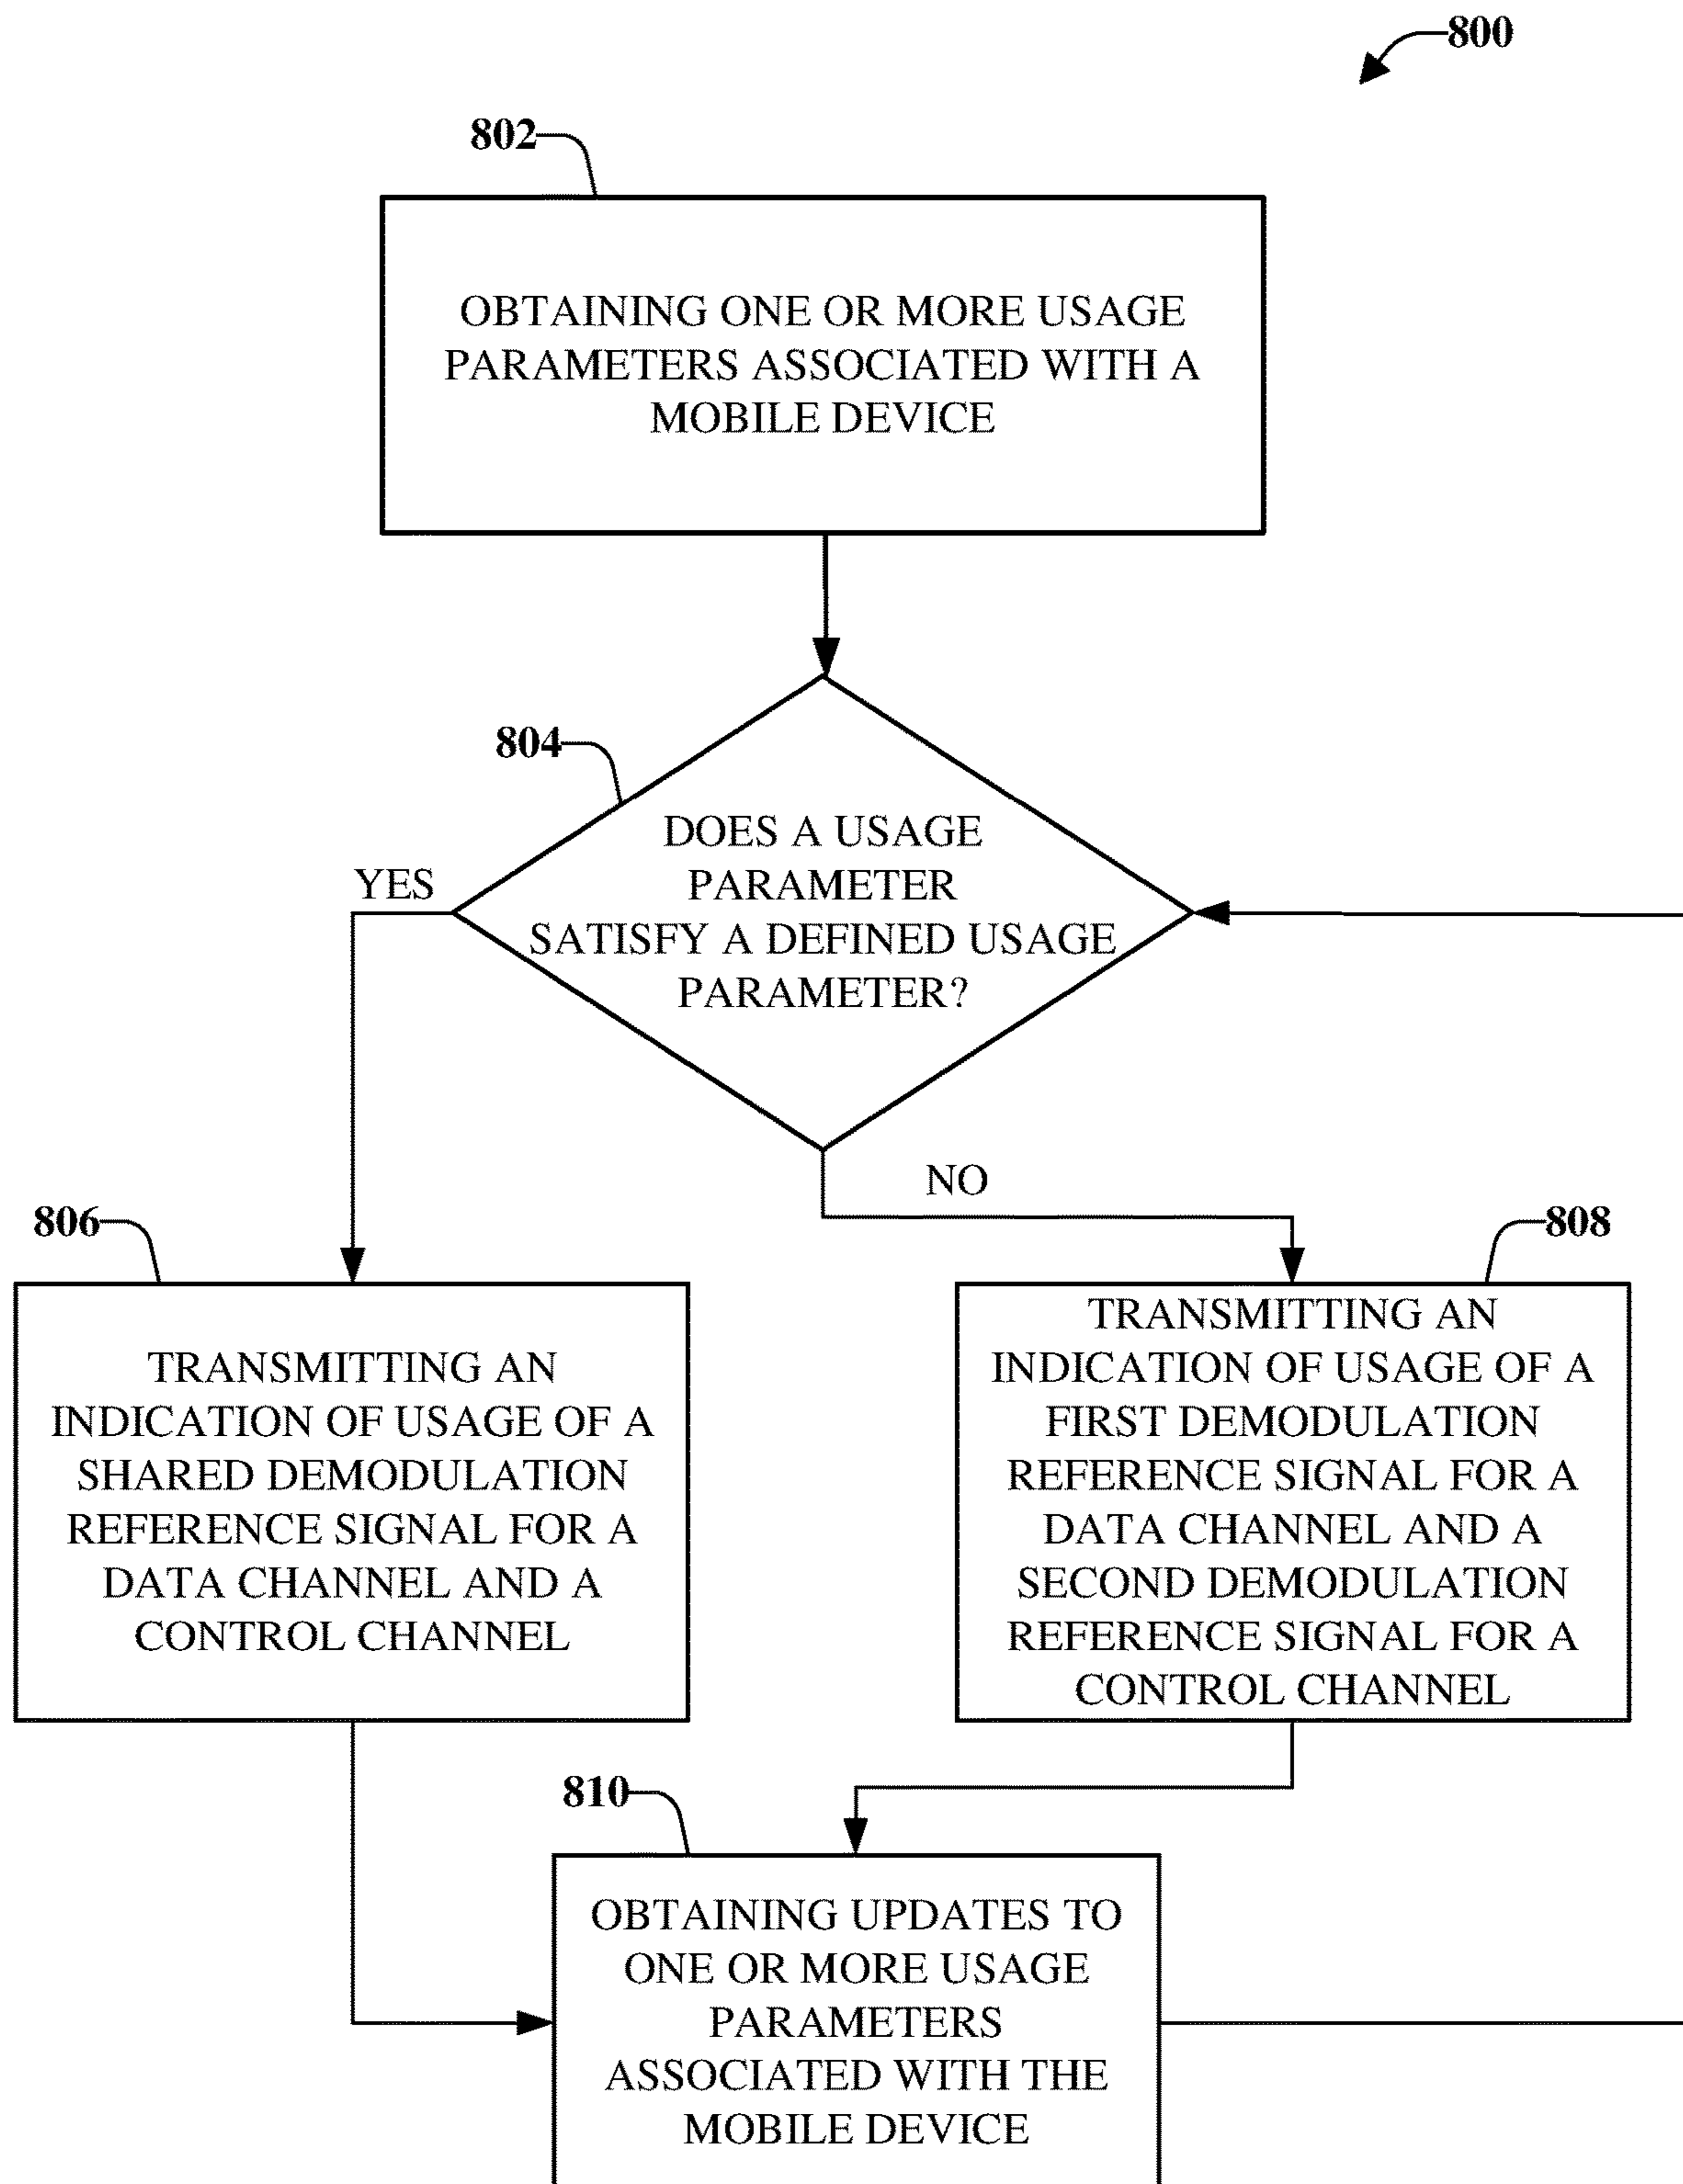 800
802
OBTAINING ONE OR MORE USAGE
PARAMETERS ASSOCIATED WITH A
MOBILE DEVICE
804
DOES A USAGE
PARAMETER
SATISFY A DEFINED USAGE
PARAMETER?
YES
NO
806
TRANSMITTING AN
INDICATION OF USAGE OF A
SHARED DEMODULATION
REFERENCE SIGNAL FOR A
DATA CHANNEL AND A
CONTROL CHANNEL
808
TRANSMITTING AN
INDICATION OF USAGE OF A
FIRST DEMODULATION
REFERENCE SIGNAL FOR A
DATA CHANNEL AND A
SECOND DEMODULATION
REFERENCE SIGNAL FOR A
CONTROL CHANNEL
810
OBTAINING UPDATES TO
ONE OR MORE USAGE
PARAMETERS
ASSOCIATED WITH THE
MOBILE DEVICE